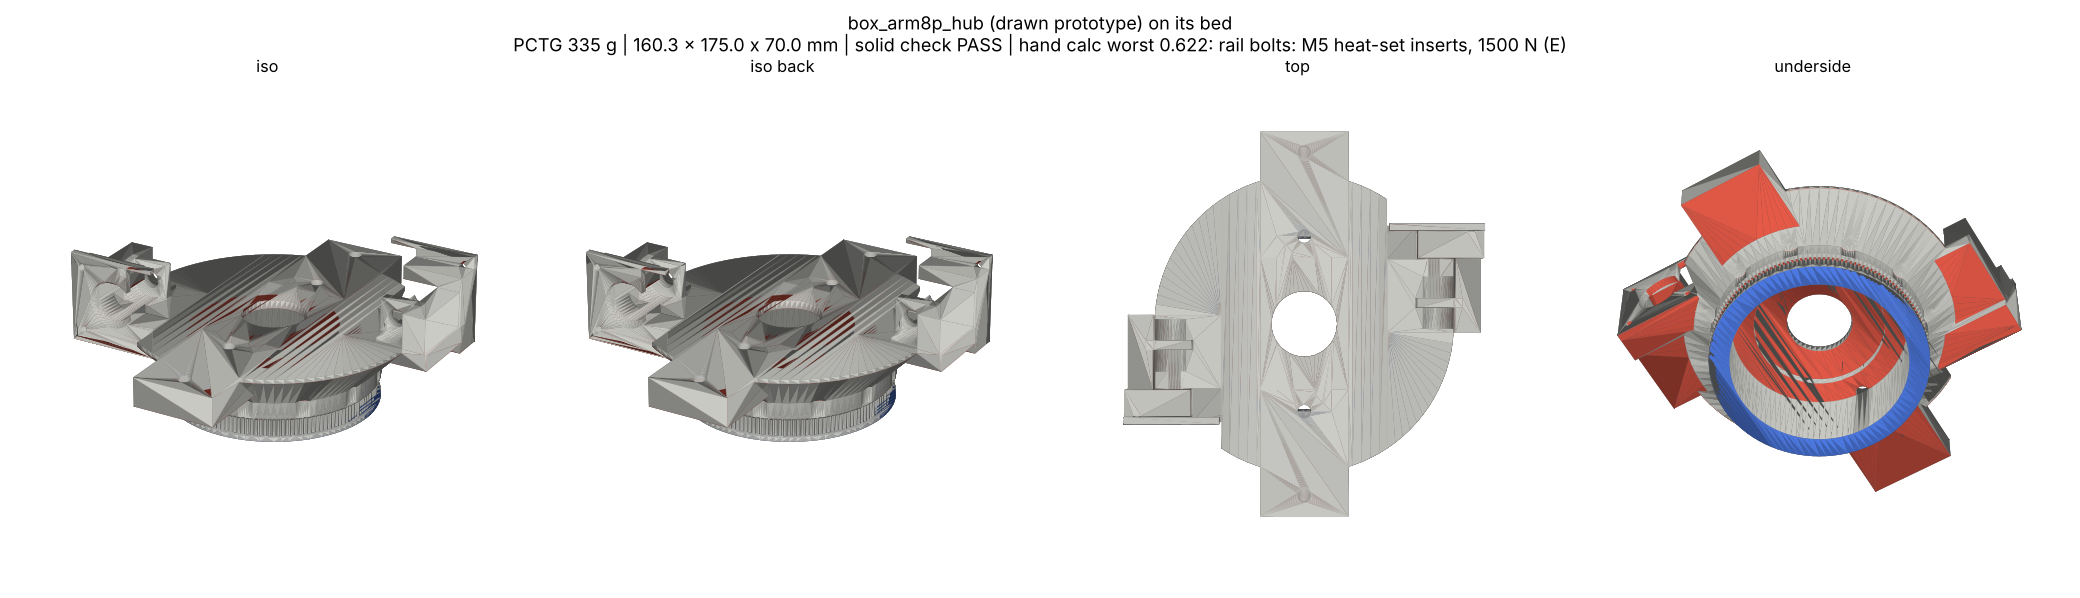 box_arm8p_hub (drawn prototype) on its bed
PCTG 335 g | 160.3 × 175.0 x 70.0 mm | solid check PASS | hand calc worst 0.622: rail bolts: M5 heat-set inserts, 1500 N (E)
iso
iso back
top
underside